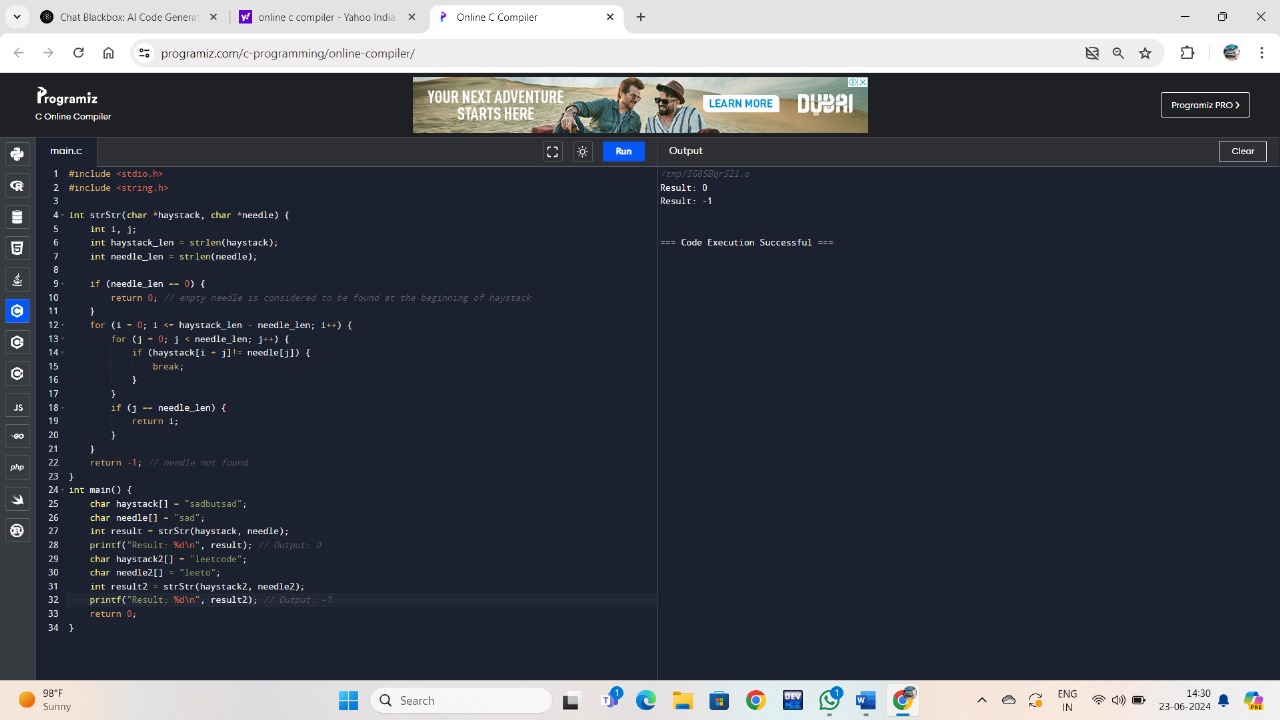 Chat Blackbox: AI Code Genera
online c compiler - Yahoo India
Online C Compiler
programiz.com/c-programming/online-compiler/
Programiz
C Online Compiler
YOUR NEXT ADVENTURE
STARTS HERE
LEARN MORE
DUBAI
Programiz PRO >
main.c
Run
Output
Clear
1 #include <stdio.h>
2 #include <string.h>
3
4 int strStr(char *haystack, char *needle) {
5 int i, j;
6 int haystack_len = strlen(haystack);
7 int needle_len = strlen(needle);
8
9 if (needle_len == 0) {
10 return 0; // empty needle is considered to be found at the beginning of haystack
11 }
12 for (i = 0; i <= haystack_len - needle_len; i++) {
13 for (j = 0; j < needle_len; j++) {
14 if (haystack[i + j]!= needle[j]) {
15 break;
16 }
17 }
18 if (j == needle_len) {
19 return i;
20 }
21 }
22 return -1; // needle not found
23 }
24 int main() {
25 char haystack[] = "sadbutsad";
26 char needle[] = "sad";
27 int result = strStr(haystack, needle);
28 printf("Result: %d\n", result); // Output: 0
29 char haystack2[] = "leetcode";
30 char needle2[] = "leeto";
31 int result2 = strStr(haystack2, needle2);
32 printf("Result: %d\n", result2); // Output: -1
33 return 0;
34 }
Result: 0
Result: -1
=== Code Execution Successful ===
JS
GO
php
98°F
Sunny
Search
1
DEV
1
ENG
IN
14:30
23-06-2024
PRE